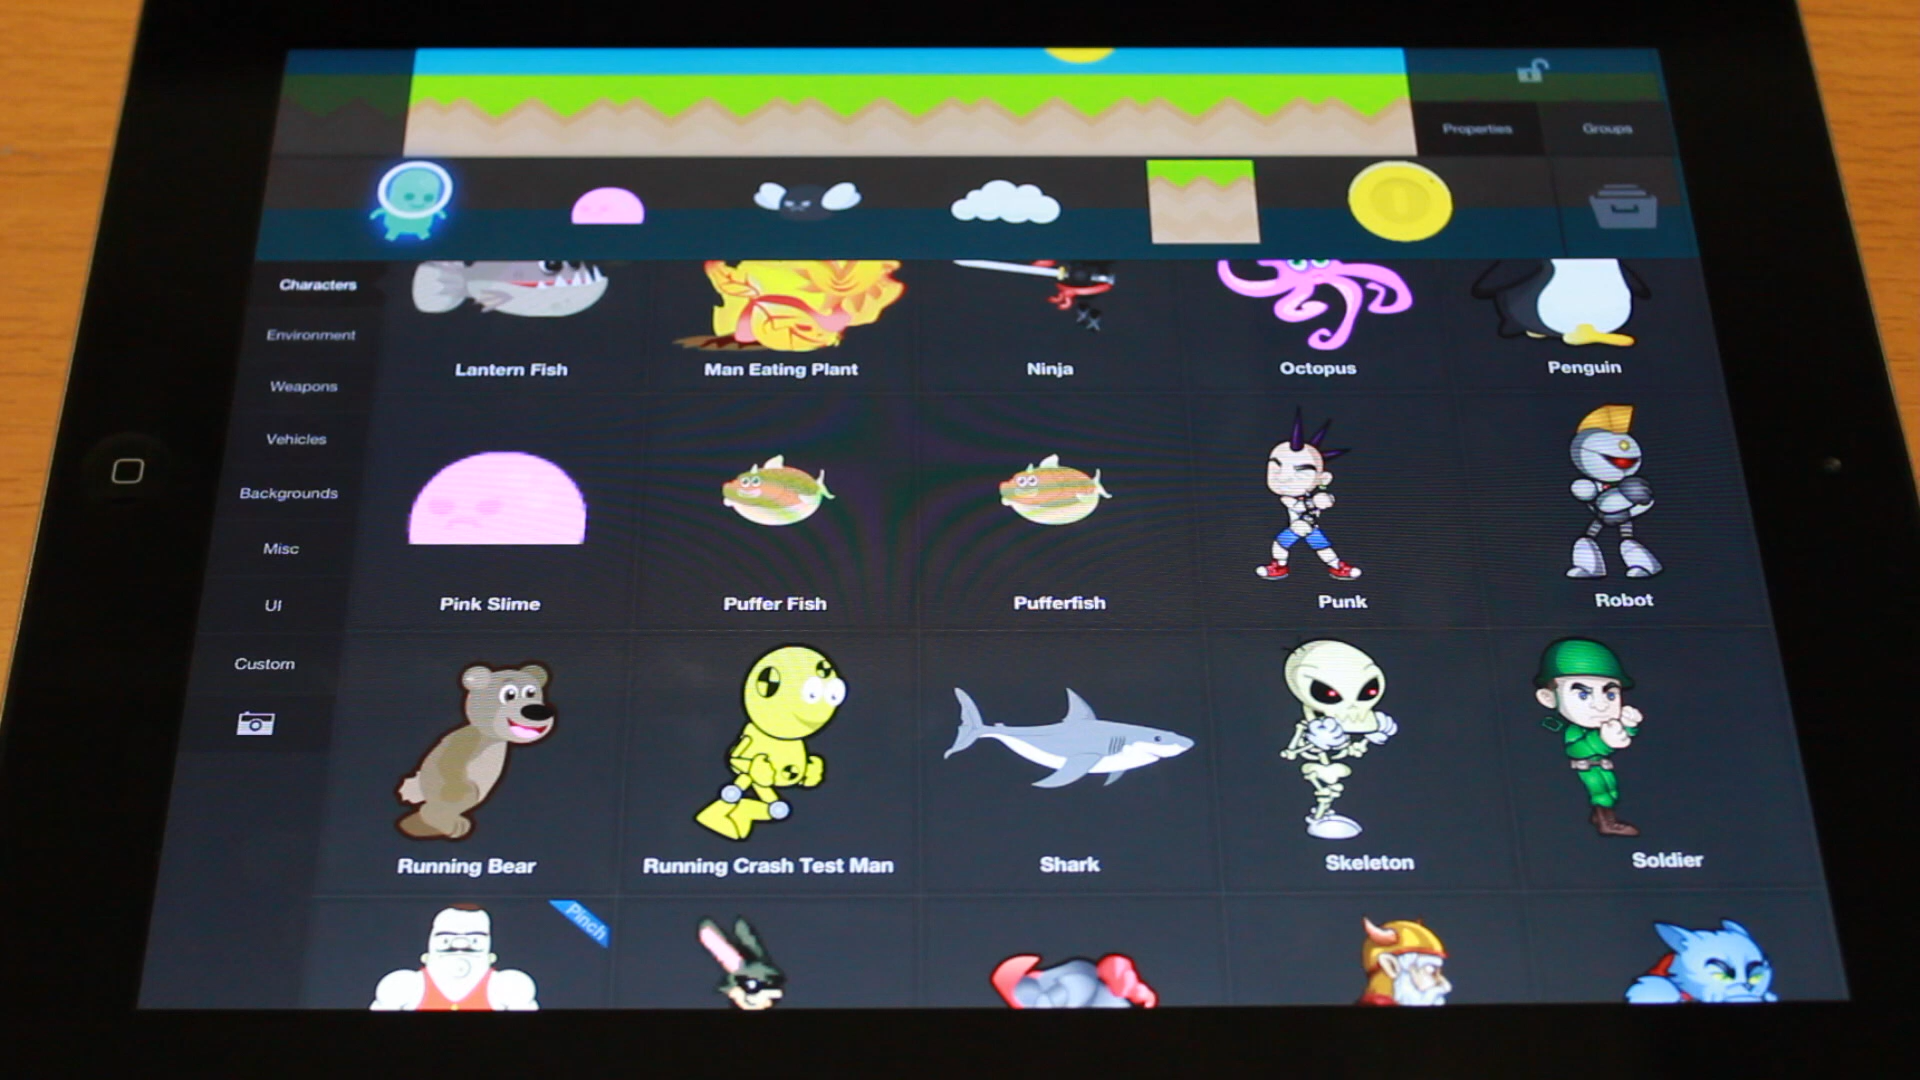 Properties
Groups
Characters
Environment
Weapons
Vehicles
Backgrounds
Misc
UI
Custom
Lantern Fish
Man Eating Plant
Ninja
Octopus
Penguin
Pink Slime
Puffer Fish
Pufferfish
Punk
Robot
Running Bear
Running Crash Test Man
Shark
Skeleton
Soldier
Pinch